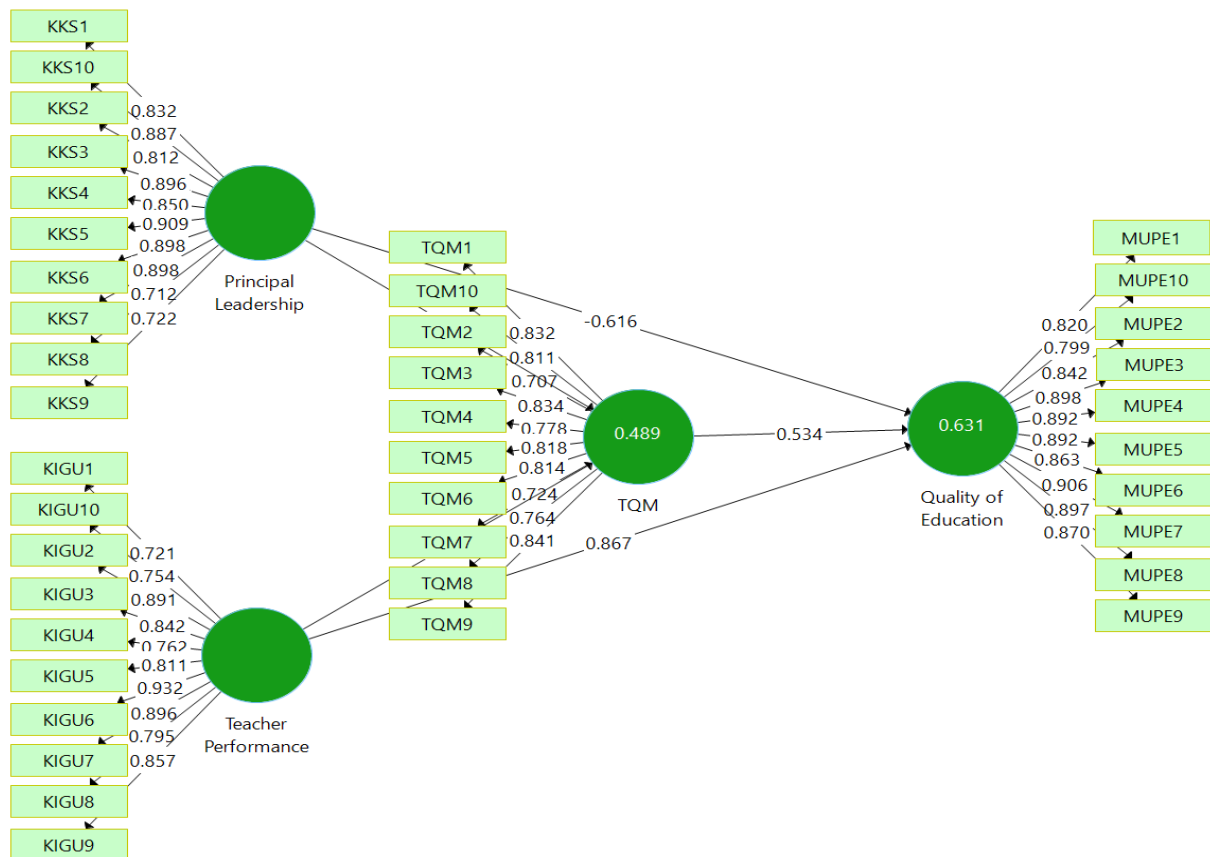 KKS1
KKS10
KKS2
KKS3
KKS4
KKS5
KKS6
KKS7
KKS8
KKS9
0.832
0.887
0.812
0.896
0.850
0.909
0.898
0.898
0.712
0.722
Principal
Leadership
KIGU1
KIGU10
KIGU2
KIGU3
KIGU4
KIGU5
KIGU6
KIGU7
KIGU8
KIGU9
0.721
0.754
0.891
0.842
0.762
0.811
0.932
0.896
0.795
0.857
Teacher
Performance
TQM1
TQM10
TQM2
TQM3
TQM4
TQM5
TQM6
TQM7
TQM8
TQM9
0.832
0.811
0.707
0.834
0.778
0.818
0.814
0.724
0.764
0.841
0.489
TQM
-0.616
0.534
0.867
0.631
Quality of
Education
0.820
0.799
0.842
0.898
0.892
0.892
0.863
0.906
0.897
0.870
MUPE1
MUPE10
MUPE2
MUPE3
MUPE4
MUPE5
MUPE6
MUPE7
MUPE8
MUPE9